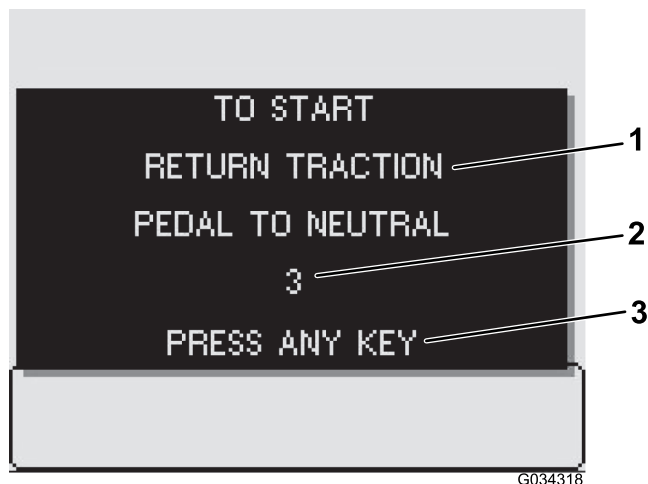 TO START
RETURN TRACTION
1
PEDAL TO NEUTRAL
2
3
PRESS ANY KEY
3
G034318